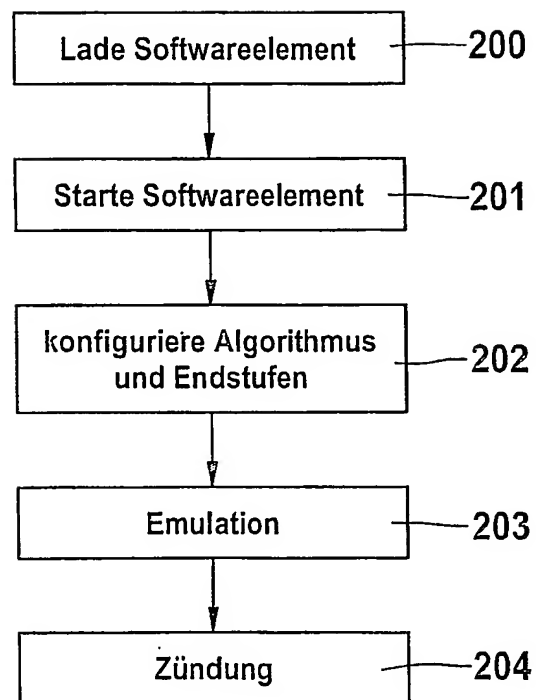 Lade Softwareelement 200
Starte Softwareelement 201
konfiguriere Algorithmus
und Endstufen 202
Emulation 203
Zündung 204